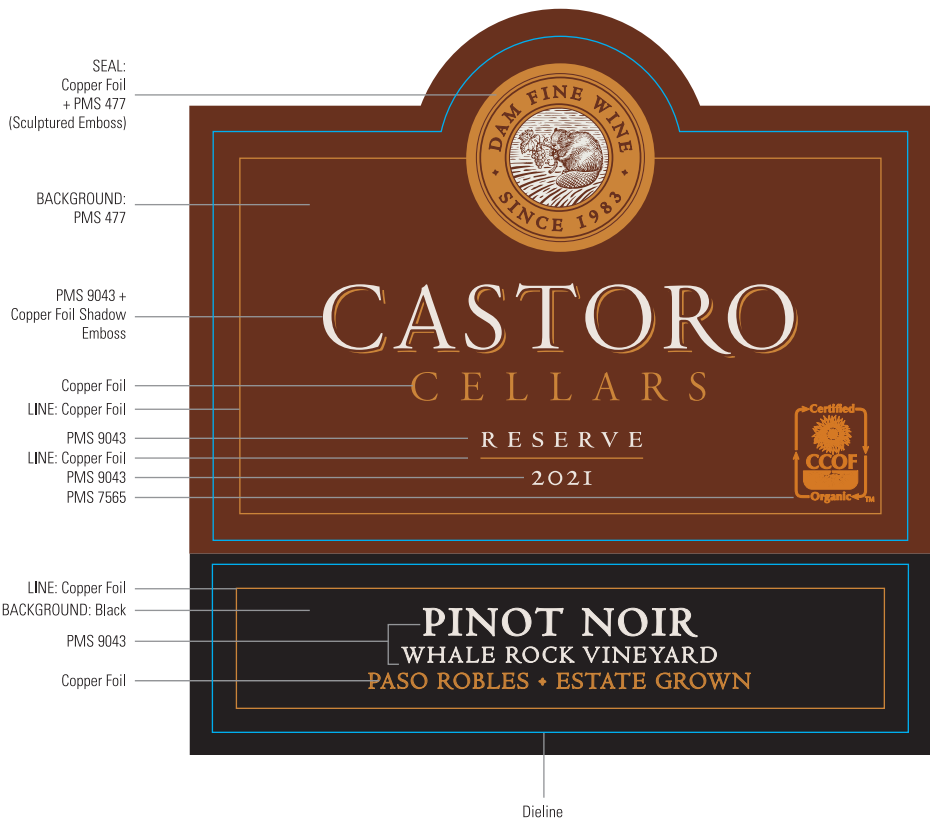 SEAL:
Copper Foil
+ PMS 477
(Sculptured Emboss)
BACKGROUND:
PMS 477
PMS 9043 +
Copper Foil Shadow
Emboss
Copper Foil
LINE: Copper Foil
PMS 9043
LINE: Copper Foil
PMS 9043
PMS 7565
LINE: Copper Foil
BACKGROUND: Black
PMS 9043
Copper Foil
DAM FINE WINE
• SINCE 1983 •
CASTORO
CELLARS
RESERVE
2021
Certified
CCOF
Organic
TM
PINOT NOIR
WHALE ROCK VINEYARD
PASO ROBLES • ESTATE GROWN
Dieline